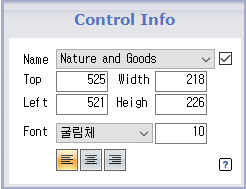 Control Info
Name Nature and Goods
Top 525 Width 218
Left 521 Heigh 226
Font 굴림체 10
?